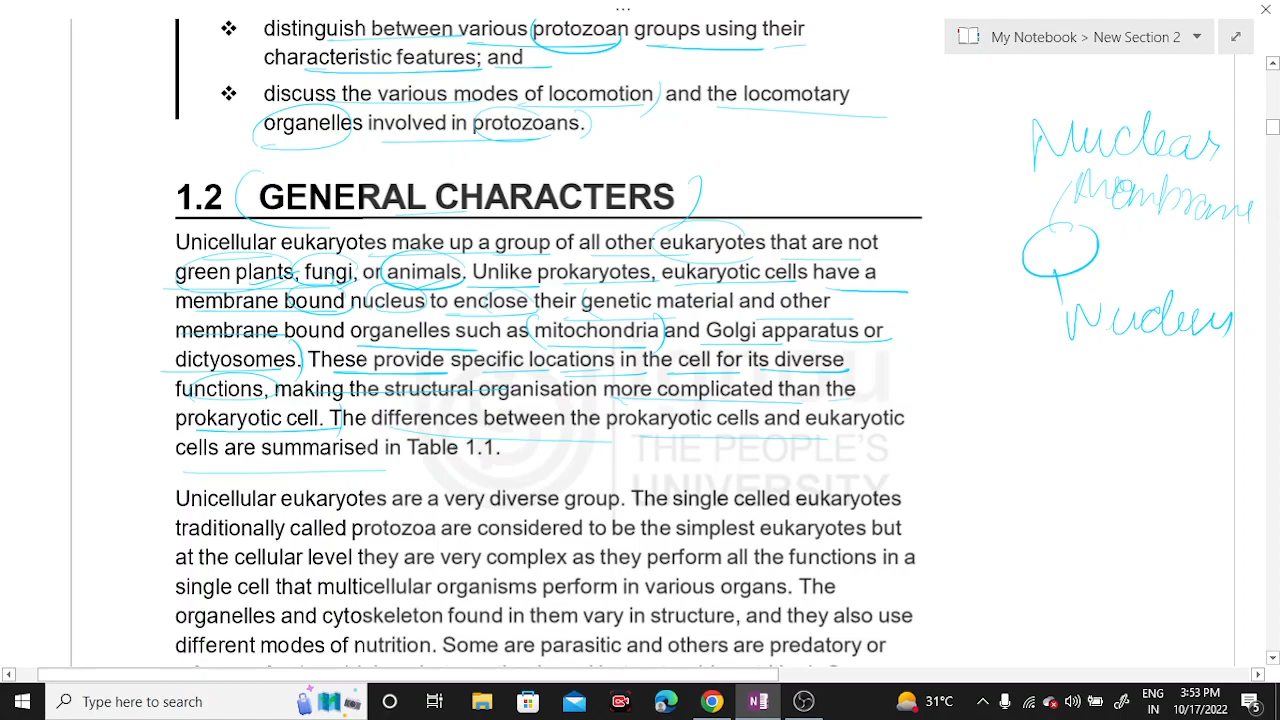 ...
My Notebook > New Section 2
❖ distinguish between various protozoan groups using their
characteristic features; and
❖ discuss the various modes of locomotion and the locomotary
organelles involved in protozoans.
Nuclear
membrane
Nucleus
1.2 GENERAL CHARACTERS
Unicellular eukaryotes make up a group of all other eukaryotes that are not
green plants, fungi, or animals. Unlike prokaryotes, eukaryotic cells have a
membrane bound nucleus to enclose their genetic material and other
membrane bound organelles such as mitochondria and Golgi apparatus or
dictyosomes. These provide specific locations in the cell for its diverse
functions, making the structural organisation more complicated than the
prokaryotic cell. The differences between the prokaryotic cells and eukaryotic
cells are summarised in Table 1.1.
THE PEOPLE'S
UNIVERSITY
Unicellular eukaryotes are a very diverse group. The single celled eukaryotes
traditionally called protozoa are considered to be the simplest eukaryotes but
at the cellular level they are very complex as they perform all the functions in a
single cell that multicellular organisms perform in various organs. The
organelles and cytoskeleton found in them vary in structure, and they also use
different modes of nutrition. Some are parasitic and others are predatory or
Type here to search
31°C
ENG
IN
3:53 PM
10/17/2022
5